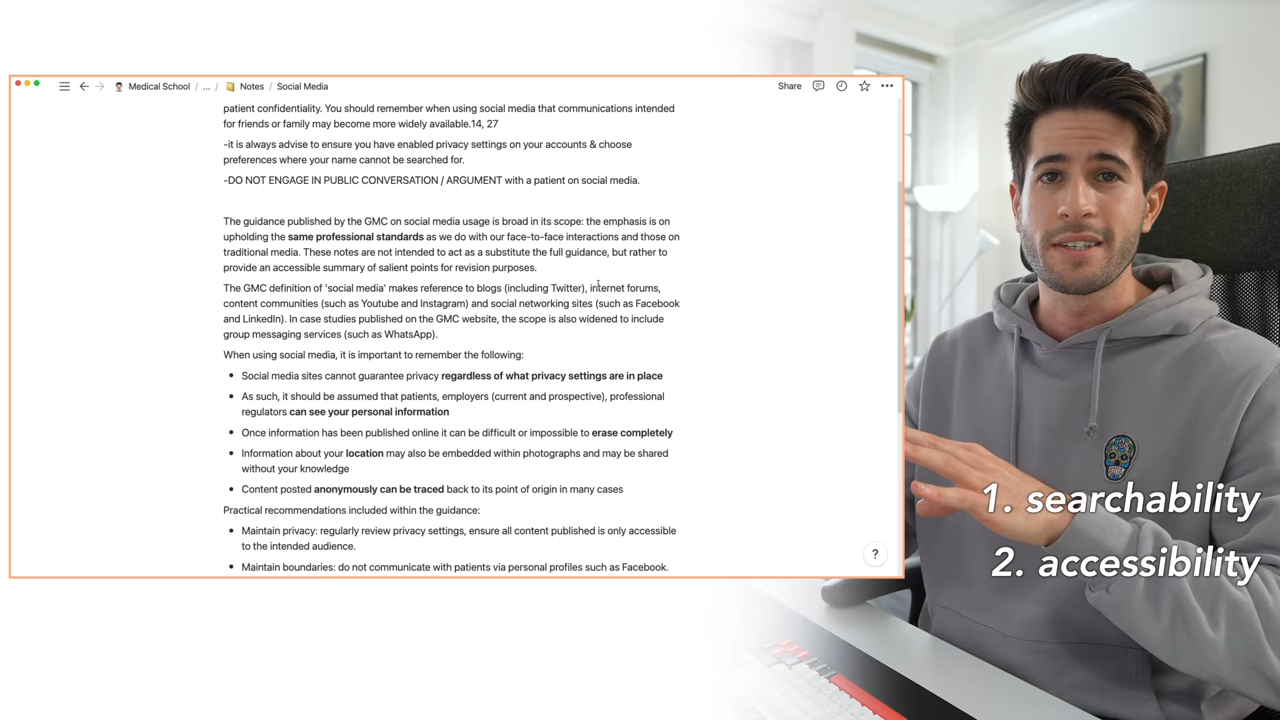 Medical School / ... / Notes / Social Media
Share
patient confidentiality. You should remember when using social media that communications intended
for friends or family may become more widely available.14, 27
-it is always advise to ensure you have enabled privacy settings on your accounts & choose
preferences where your name cannot be searched for.
-DO NOT ENGAGE IN PUBLIC CONVERSATION / ARGUMENT with a patient on social media.
The guidance published by the GMC on social media usage is broad in its scope: the emphasis is on
upholding the same professional standards as we do with our face-to-face interactions and those on
traditional media. These notes are not intended to act as a substitute the full guidance, but rather to
provide an accessible summary of salient points for revision purposes.
The GMC definition of 'social media' makes reference to blogs (including Twitter), internet forums,
content communities (such as Youtube and Instagram) and social networking sites (such as Facebook
and LinkedIn). In case studies published on the GMC website, the scope is also widened to include
group messaging services (such as WhatsApp).
When using social media, it is important to remember the following:
• Social media sites cannot guarantee privacy regardless of what privacy settings are in place
• As such, it should be assumed that patients, employers (current and prospective), professional
regulators can see your personal information
• Once information has been published online it can be difficult or impossible to erase completely
• Information about your location may also be embedded within photographs and may be shared
without your knowledge
• Content posted anonymously can be traced back to its point of origin in many cases
Practical recommendations included within the guidance:
• Maintain privacy: regularly review privacy settings, ensure all content published is only accessible
to the intended audience.
• Maintain boundaries: do not communicate with patients via personal profiles such as Facebook.
?
1. searchability
2. accessibility